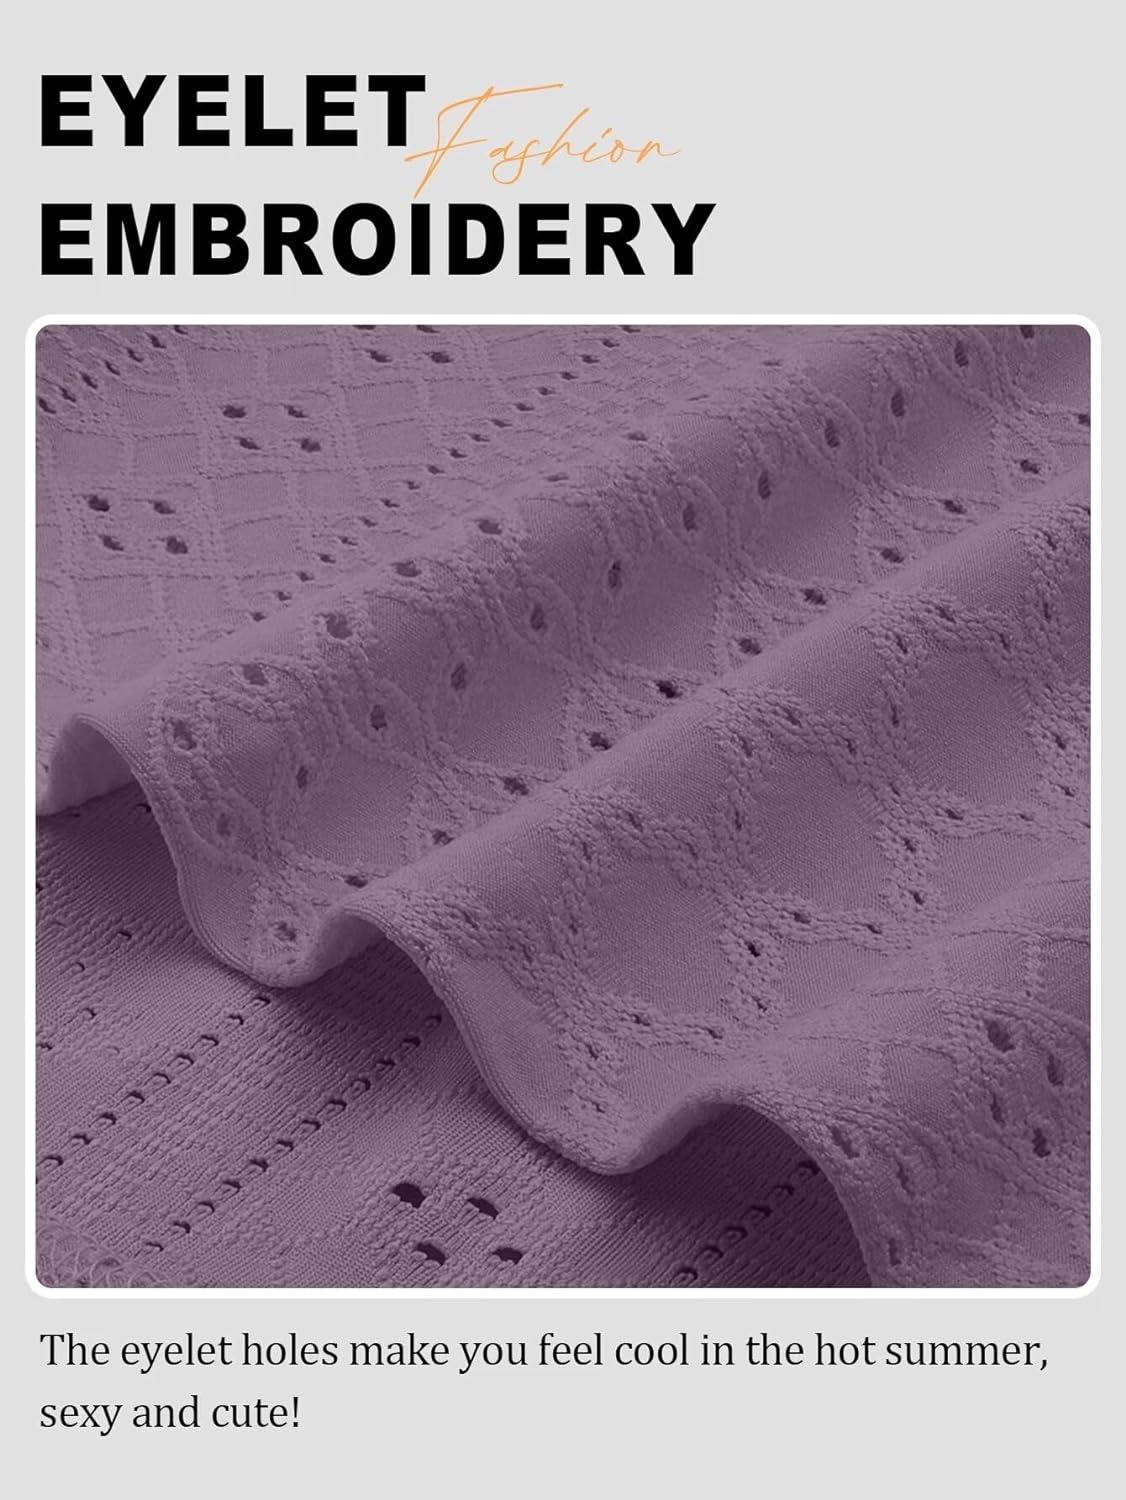 EYELET
Fashion
EMBROIDERY
The eyelet holes make you feel cool in the hot summer,
sexy and cute!